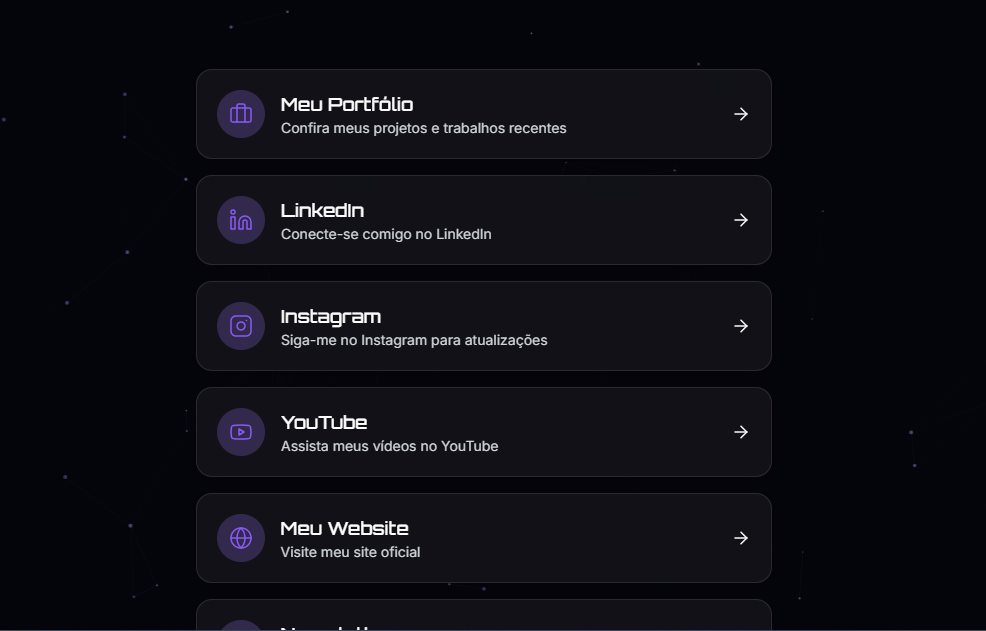 Meu Portfólio
Confira meus projetos e trabalhos recentes
LinkedIn
Conecte-se comigo no LinkedIn
Instagram
Siga-me no Instagram para atualizações
YouTube
Assista meus vídeos no YouTube
Meu Website
Visite meu site oficial